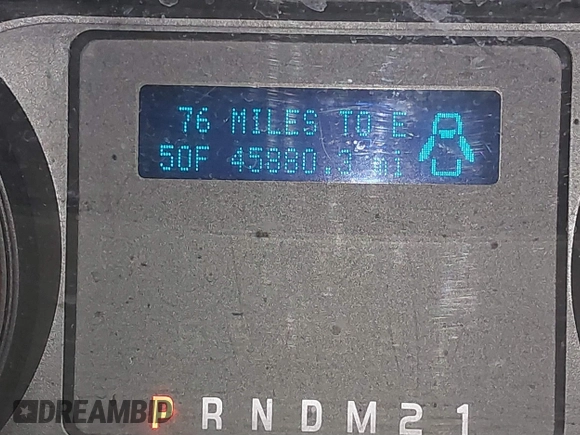 76 MILES TO E
50F 45880.3 mi
P R N D M 2 1
DREAMBID